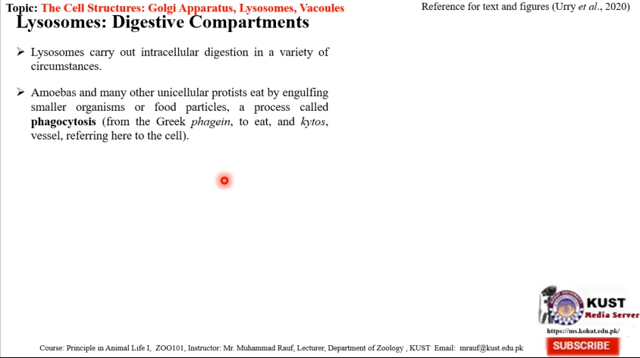 Topic: The Cell Structures: Golgi Apparatus, Lysosomes, Vacoules
Reference for text and figures (Urry et al., 2020)
Lysosomes: Digestive Compartments
➢ Lysosomes carry out intracellular digestion in a variety of
circumstances.
➢ Amoebas and many other unicellular protists eat by engulfing
smaller organisms or food particles, a process called
phagocytosis (from the Greek phagein, to eat, and kytos,
vessel, referring here to the cell).
KUST
Media Server
https://ms.kohat.edu.pk/
SUBSCRIBE
Course: Principle in Animal Life I, ZOO101, Instructor: Mr. Muhammad Rauf, Lecturer, Department of Zoology , KUST Email: mrauf@kust.edu.pk